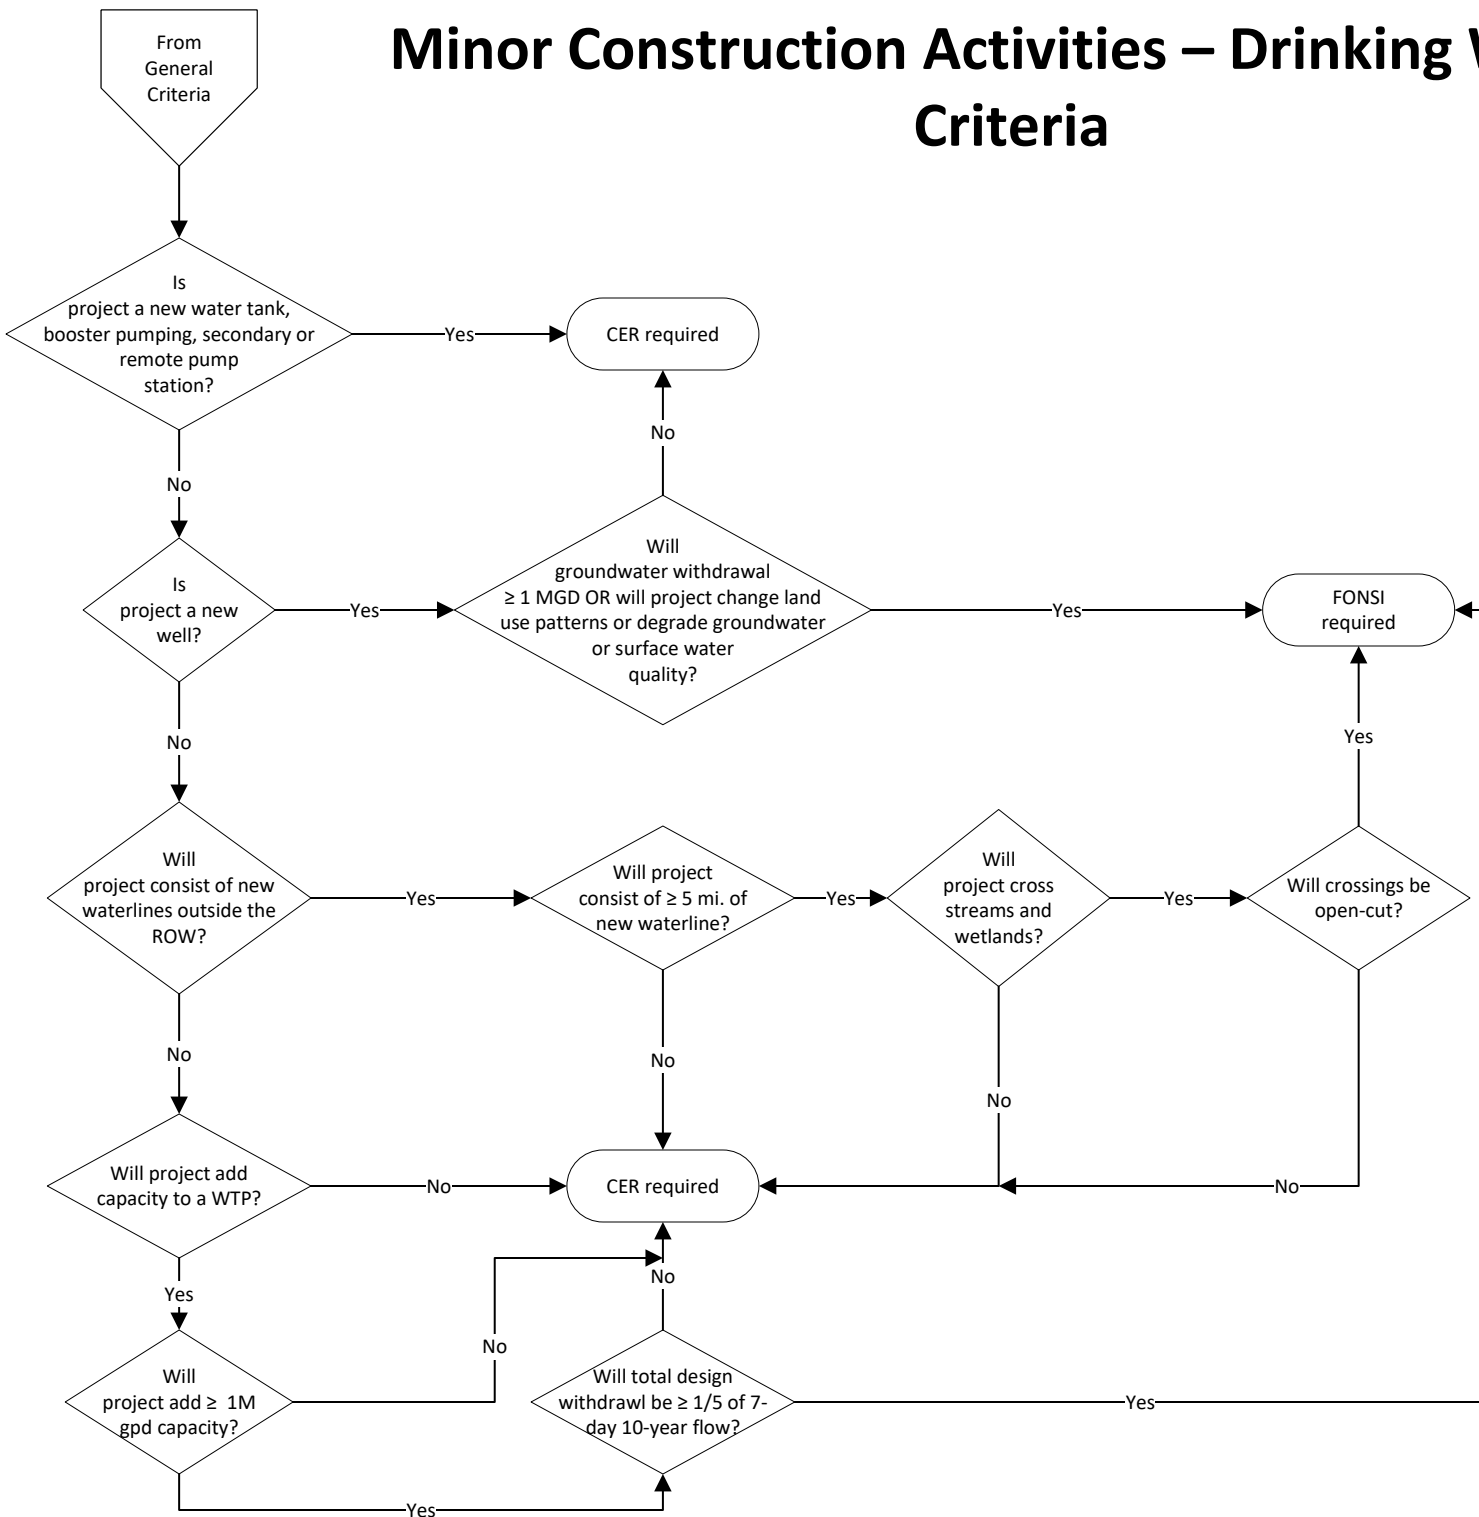 Minor Construction Activities – Drinking
Criteria
From
General
Criteria
Is
project a new water tank,
booster pumping, secondary or
remote pump
station?
Yes
CER required
No
No
Is
project a new
well?
Yes
Will
groundwater withdrawal
≥ 1 MGD OR will project change land
use patterns or degrade groundwater
or surface water
quality?
Yes
FONSI
required
No
Yes
Will
project consist of new
waterlines outside the
ROW?
Yes
Will project
consist of ≥ 5 mi. of
new waterline?
Yes
Will
project cross
streams and
wetlands?
Yes
Will crossings be
open-cut?
No
No
No
Will project add
capacity to a WTP?
No
CER required
No
Yes
No
No
Will
project add ≥ 1M
gpd capacity?
Will total design
withdrawl be ≥ 1/5 of 7-
day 10-year flow?
Yes
Yes